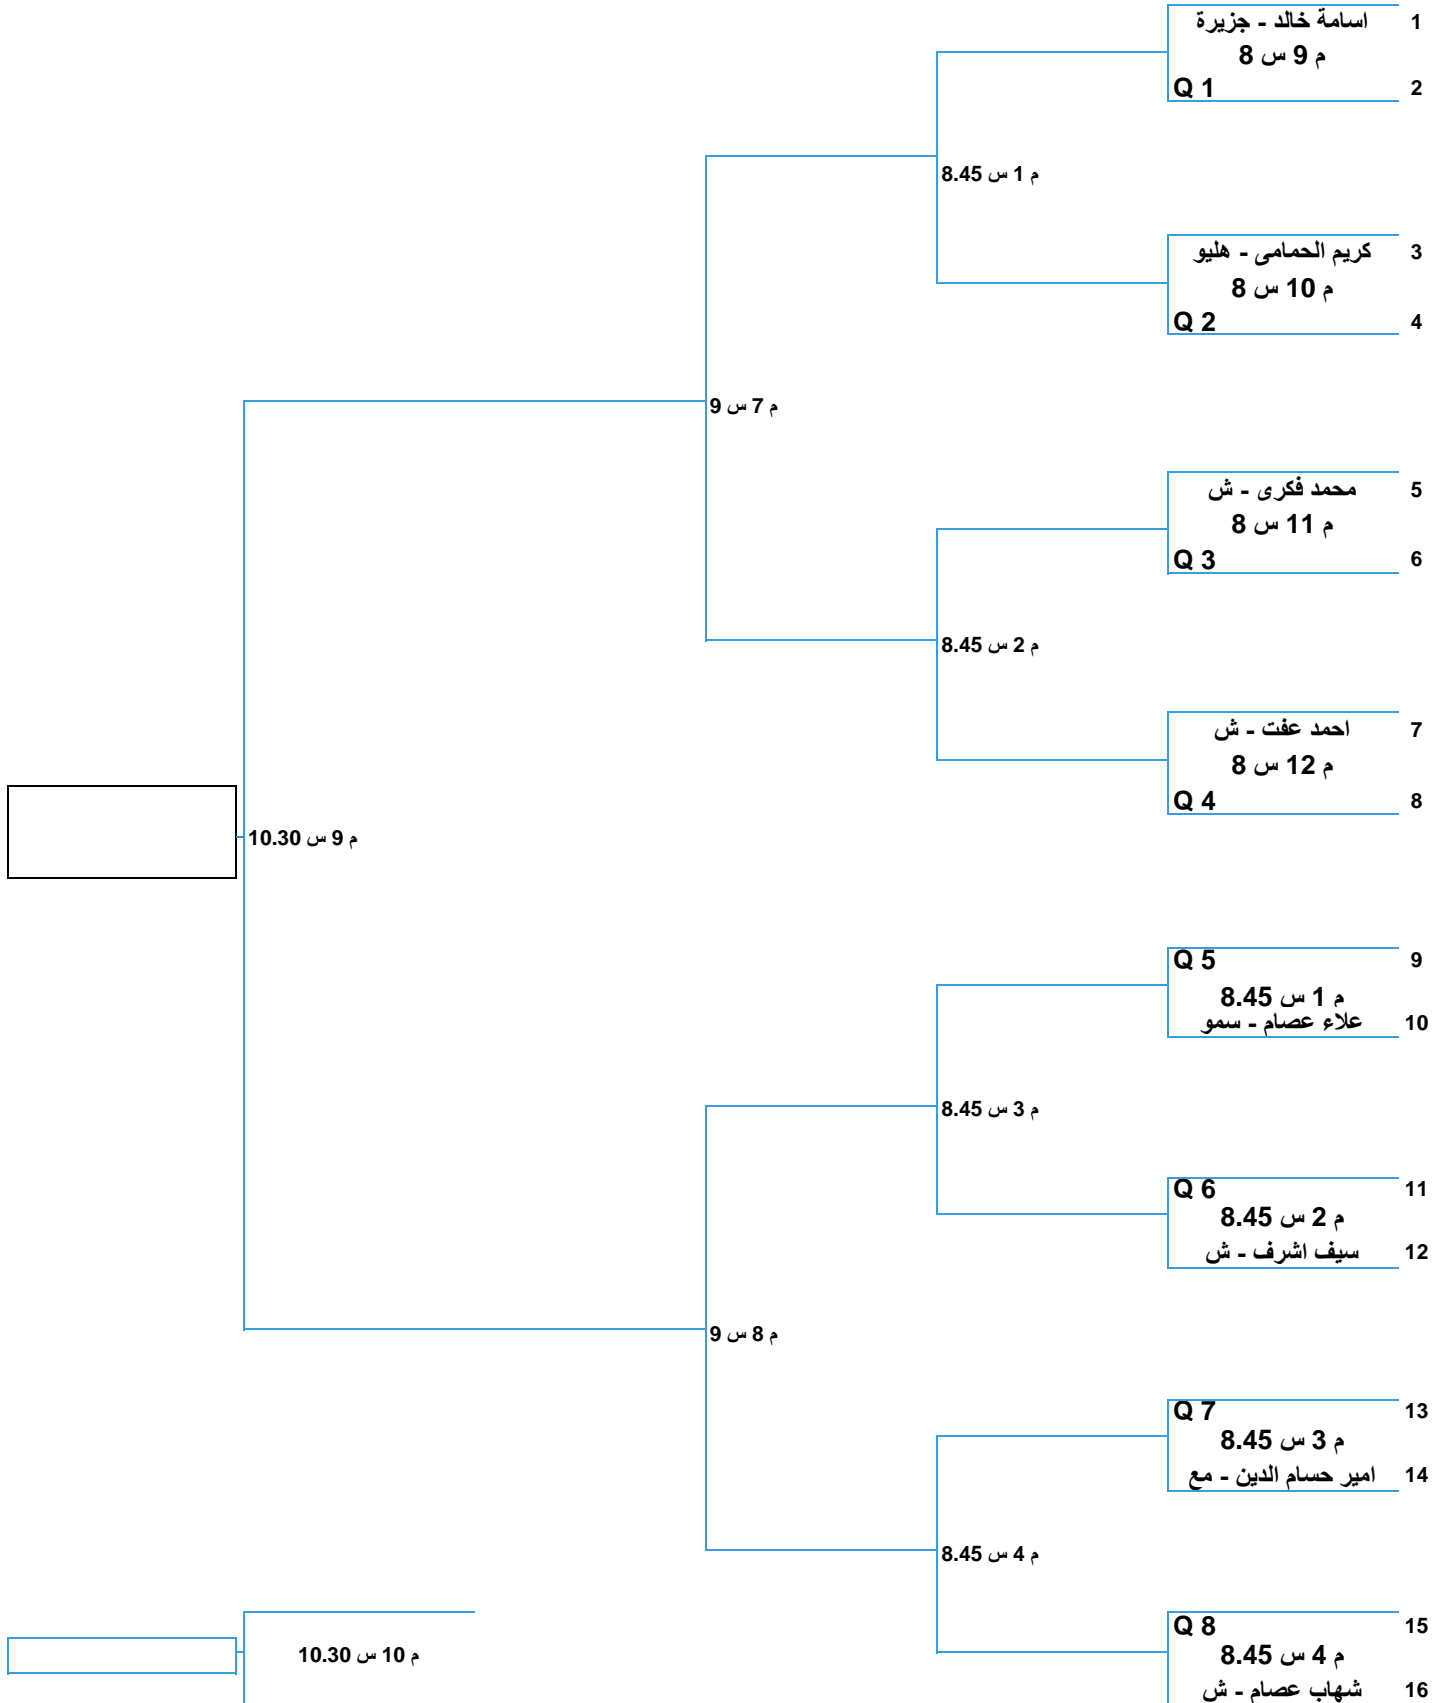 1 اسامة خالد - جزيرة
م 9 س 8
2 Q 1
م 1 س 8.45
3 كريم الحمامى - هليو
م 10 س 8
4 Q 2
م 7 س 9
5 محمد فكرى - ش
م 11 س 8
6 Q 3
م 2 س 8.45
7 احمد عفت - ش
م 12 س 8
8 Q 4
م 9 س 10.30
9 Q 5
م 1 س 8.45
10 علاء عصام - سمو
م 3 س 8.45
11 Q 6
م 2 س 8.45
12 سيف اشرف - ش
م 8 س 9
13 Q 7
م 3 س 8.45
14 امير حسام الدين - مع
م 4 س 8.45
15 Q 8
م 4 س 8.45
16 شهاب عصام - ش
م 10 س 10.30